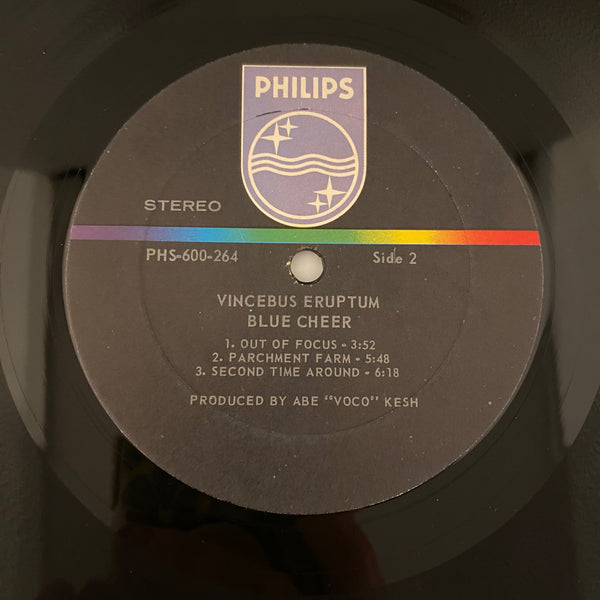 PHILIPS
STEREO
PHS-600-264 Side 2
VINCEBUS ERUPTUM
BLUE CHEER
1. OUT OF FOCUS - 3:52
2. PARCHMENT FARM - 5:48
3. SECOND TIME AROUND - 6:18
PRODUCED BY ABE "VOCO" KESH